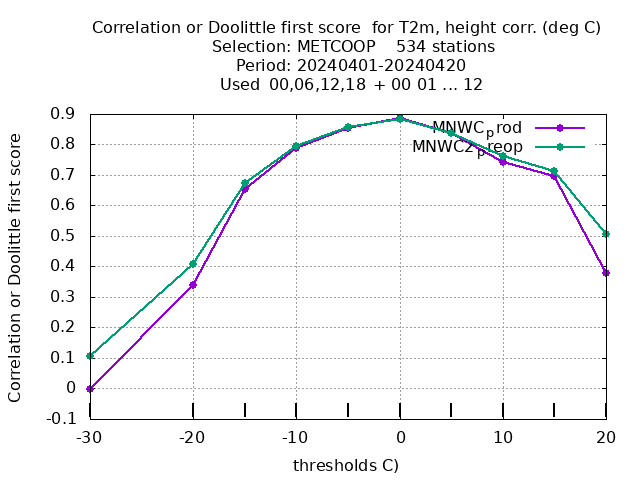 Correlation or Doolittle first score  for T2m, height corr. (deg C)
Selection: METCOOP    534 stations
Period: 20240401-20240420
Used  00,06,12,18  + 00 01 ... 12
Correlation or Doolittle first score
0.9
0.8
0.7
0.6
0.5
0.4
0.3
0.2
0.1
0
-0.1
MNWCprod
MNWC2preop
-30 -20 -10 0 10 20
thresholds C)